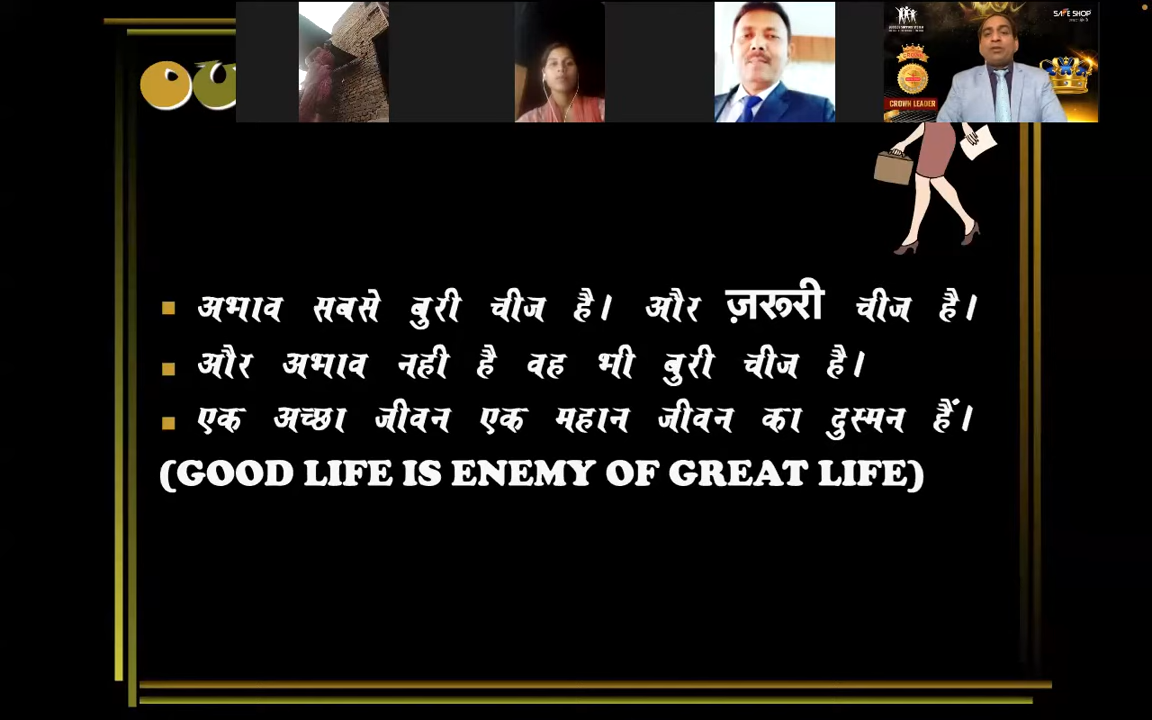 SAFE SHOP
CROWN LEADER
अभाव सबसे बुरी चीज है। और ज़रूरी चीज है।
और अभाव नही है वह भी बुरी चीज है।
एक अच्छा जीवन एक महान जीवन का दुस्मन हैं।
(GOOD LIFE IS ENEMY OF GREAT LIFE)